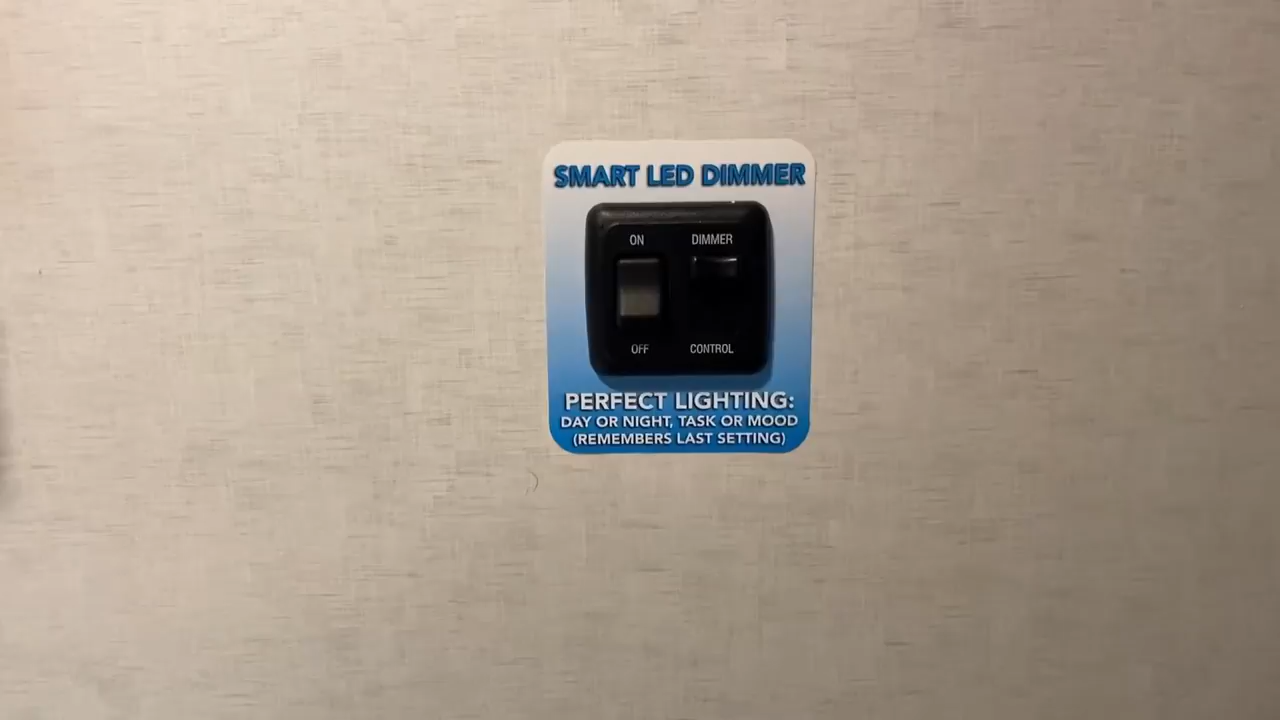 SMART LED DIMMER
ON DIMMER
OFF CONTROL
PERFECT LIGHTING:
DAY OR NIGHT, TASK OR MOOD
(REMEMBERS LAST SETTING)